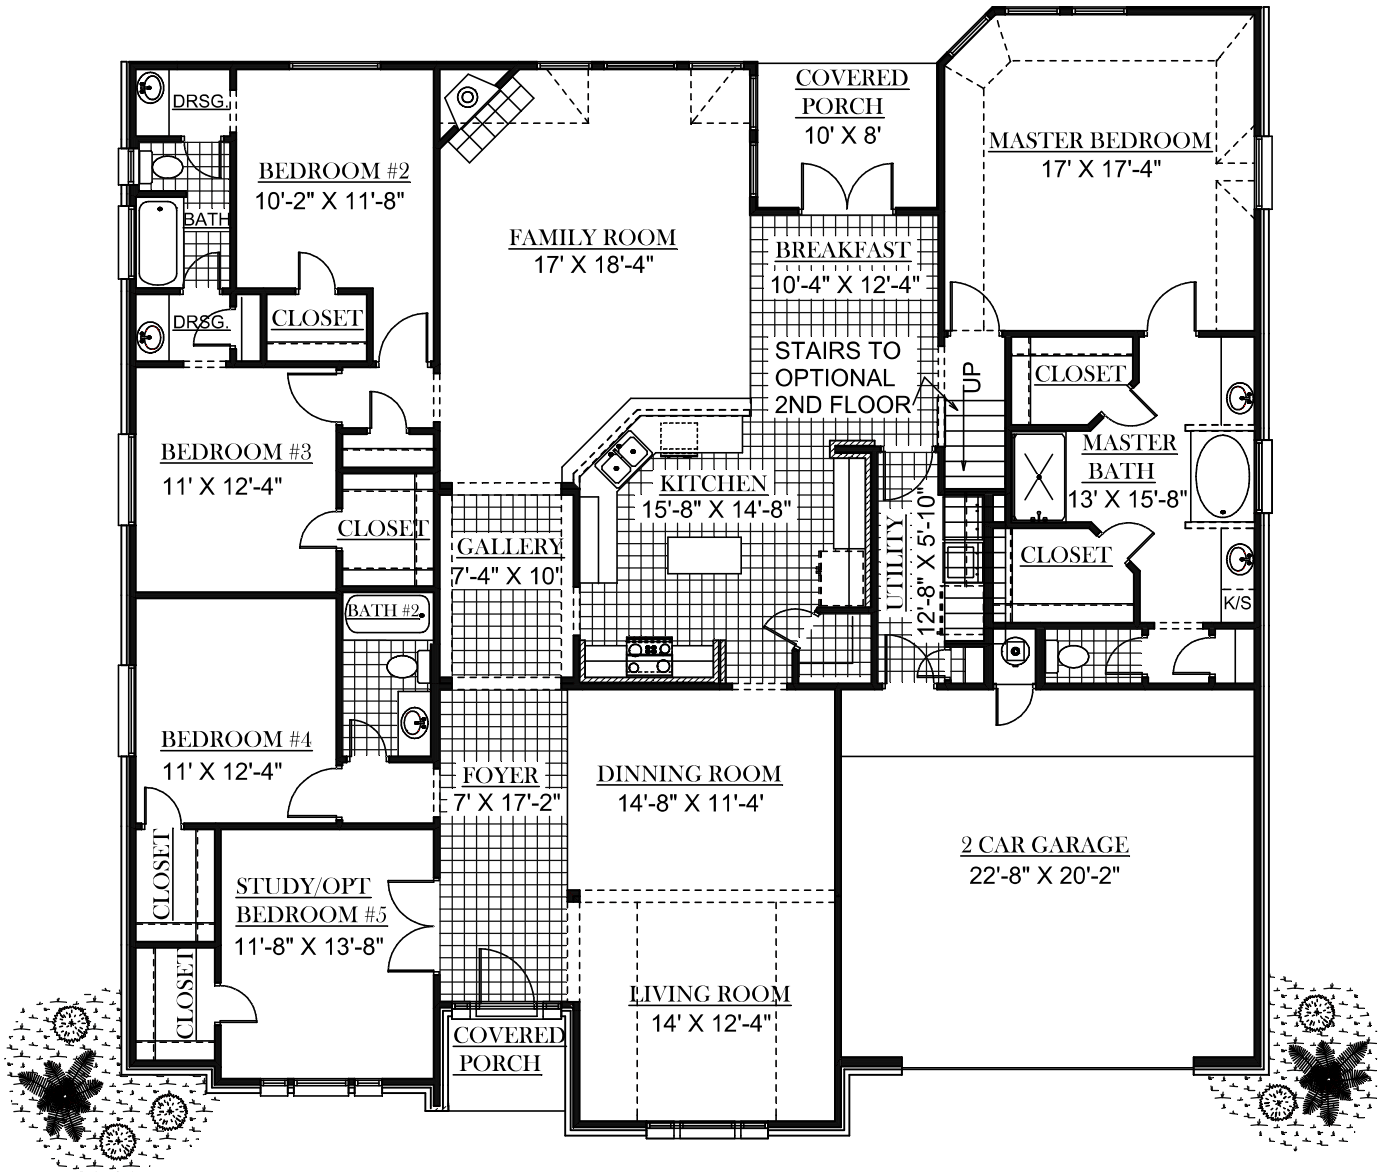 COVERED
PORCH
10' X 8'
DRSG.
MASTER BEDROOM
17' X 17'-4"
BEDROOM #2
10'-2" X 11'-8"
BATH
FAMILY ROOM
17' X 18'-4"
BREAKFAST
10'-4" X 12'-4"
DRSG.
CLOSET
STAIRS TO
OPTIONAL
2ND FLOOR
UP
CLOSET
BEDROOM #3
11' X 12'-4"
MASTER
BATH
13' X 15'-8"
KITCHEN
15'-8" X 14'-8"
CLOSET
GALLERY
7'-4" X 10'
UTILITY
12'-8" X 5'-10"
CLOSET
K/S
BATH #2
BEDROOM #4
11' X 12'-4"
FOYER
7' X 17'-2"
DINNING ROOM
14'-8" X 11'-4'
2 CAR GARAGE
22'-8" X 20'-2"
CLOSET
STUDY/OPT
BEDROOM #5
11'-8" X 13'-8"
CLOSET
LIVING ROOM
14' X 12'-4"
COVERED
PORCH